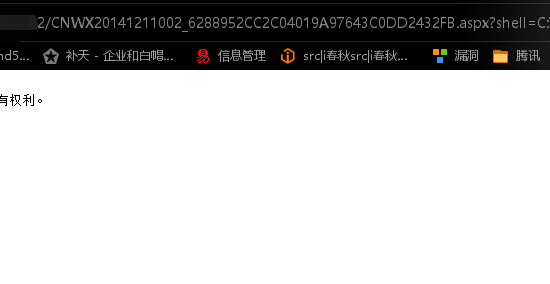 2/CNWX20141211002_6288952CC2C04019A97643C0DD2432FB.aspx?shell=C:
nd5... 补天 - 企业和白帽... 信息管理 src|i春秋src|i春秋... 漏洞 腾讯
有权利。